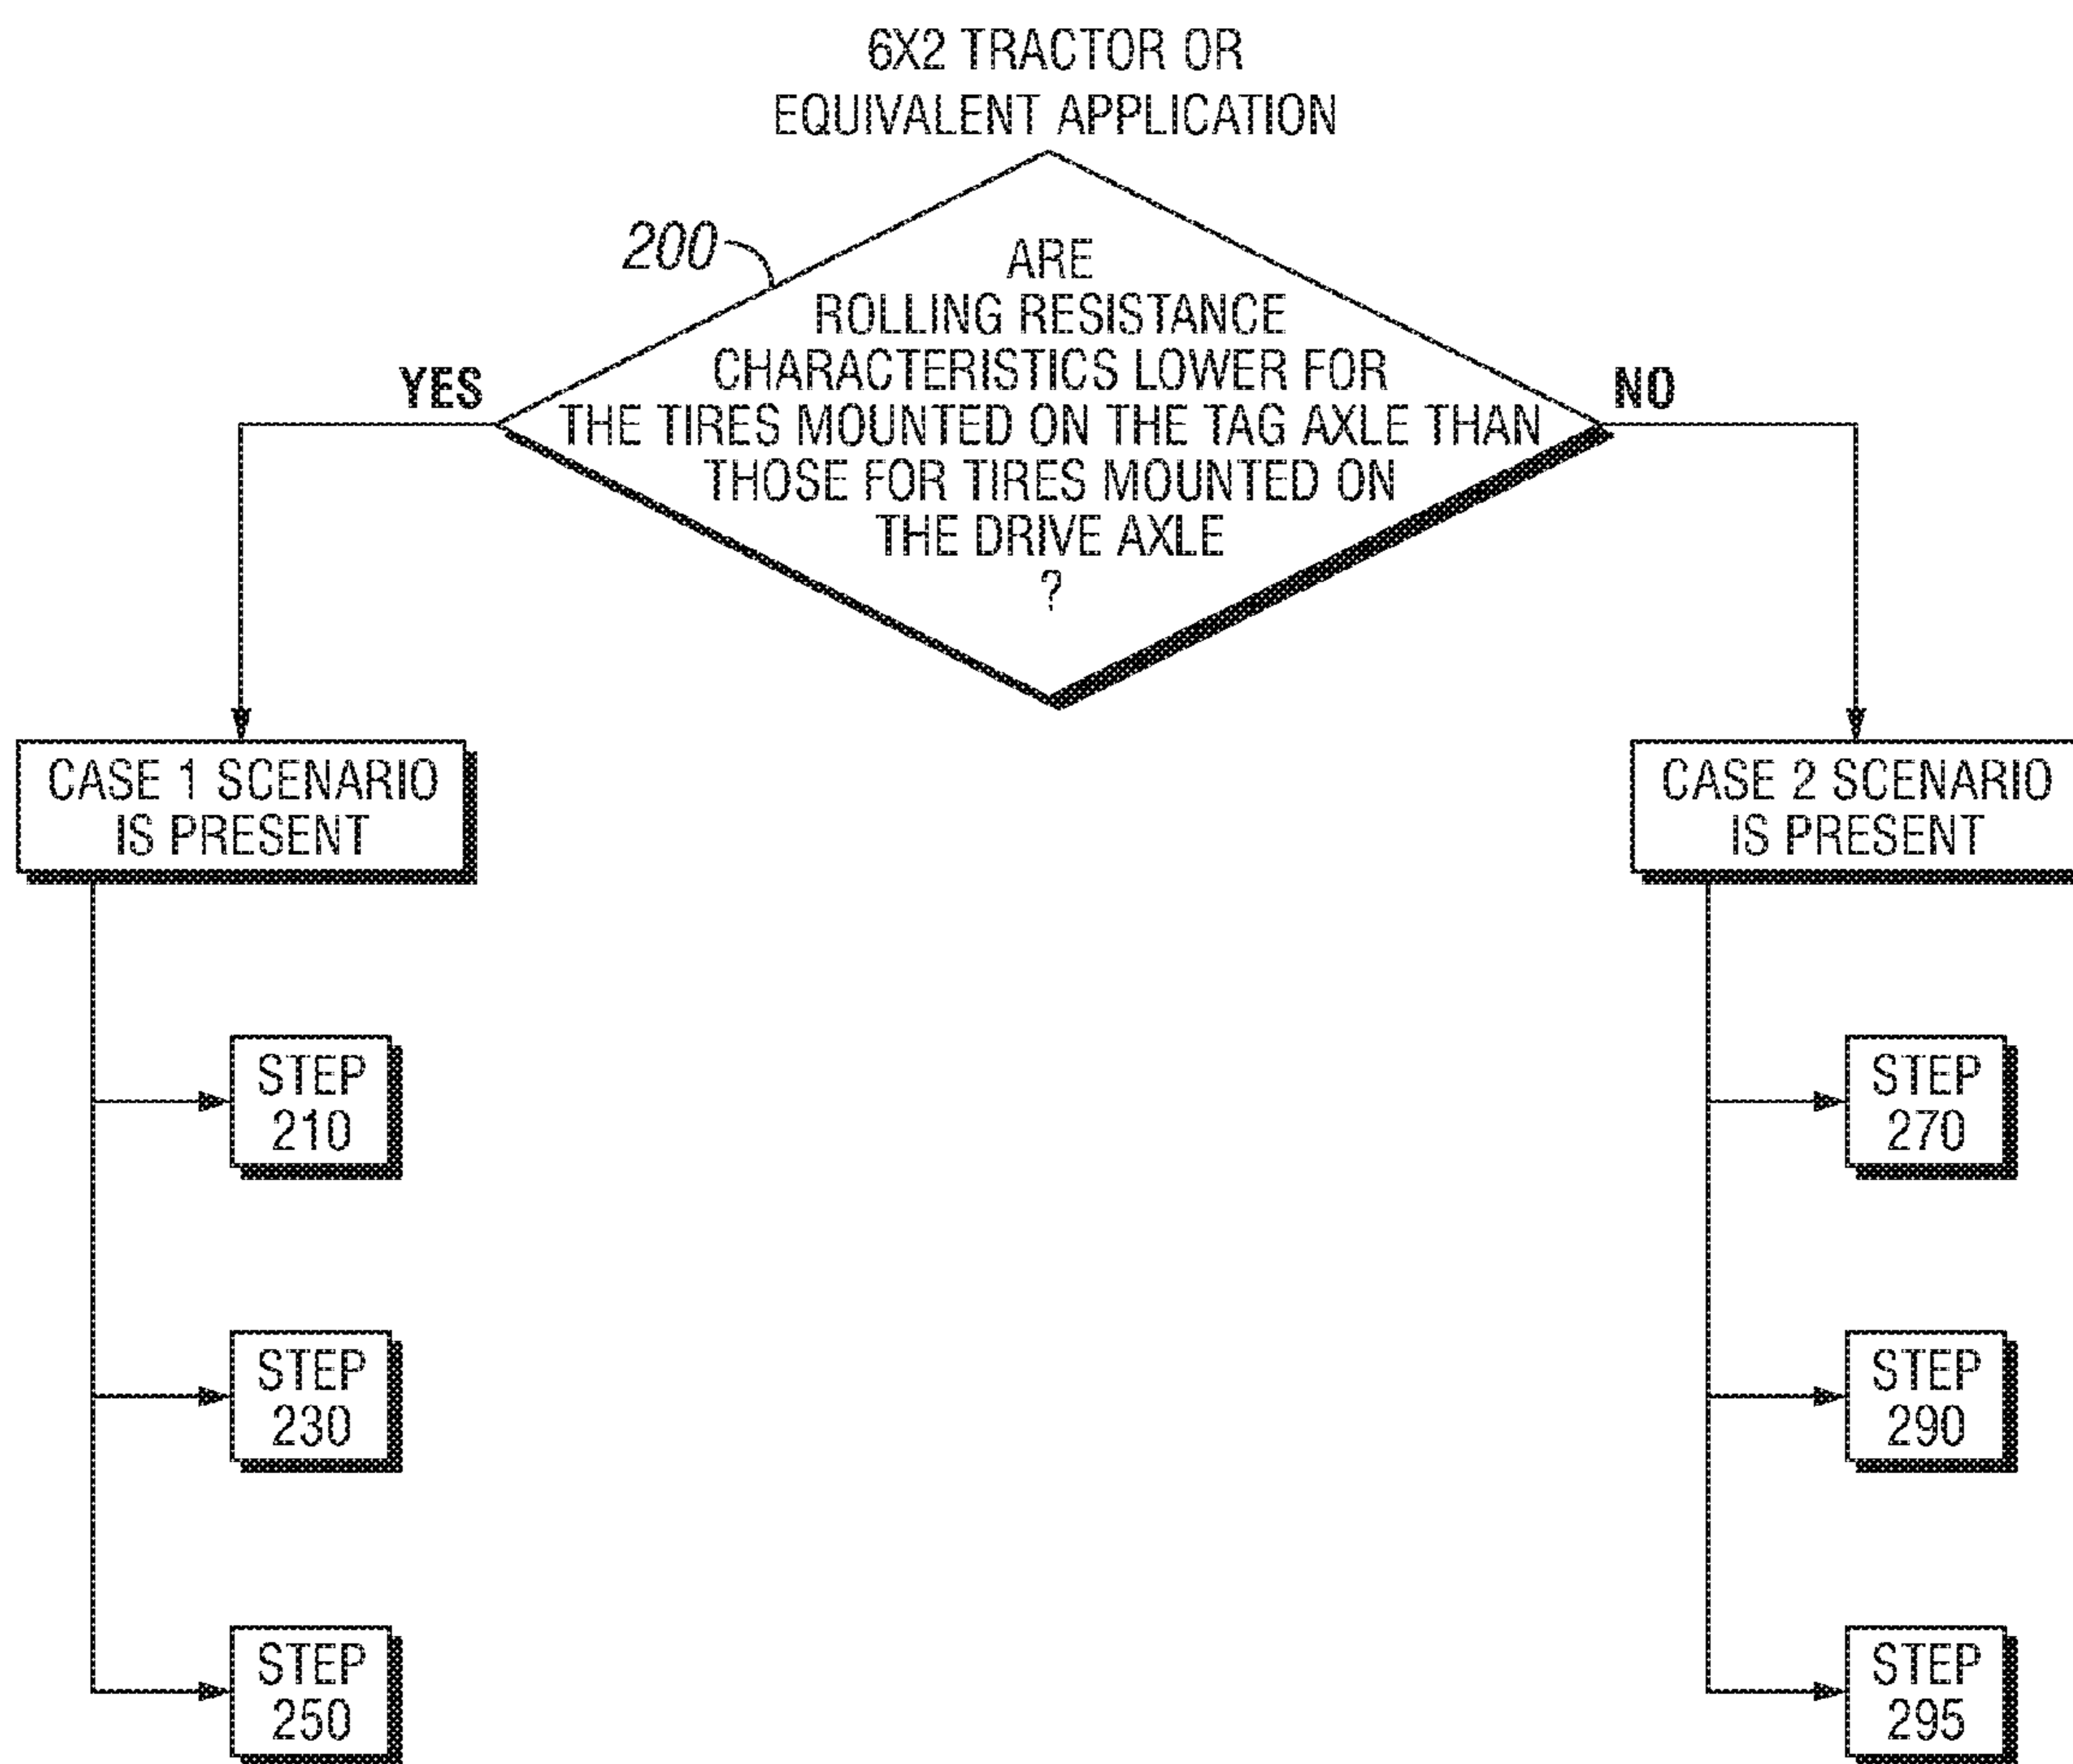 6X2 TRACTOR OR
EQUIVALENT APPLICATION
200
ARE
ROLLING RESISTANCE
CHARACTERISTICS LOWER FOR
THE TIRES MOUNTED ON THE TAG AXLE THAN
THOSE FOR TIRES MOUNTED ON
THE DRIVE AXLE
?
YES
NO
CASE 1 SCENARIO
IS PRESENT
STEP
210
STEP
230
STEP
250
CASE 2 SCENARIO
IS PRESENT
STEP
270
STEP
290
STEP
295